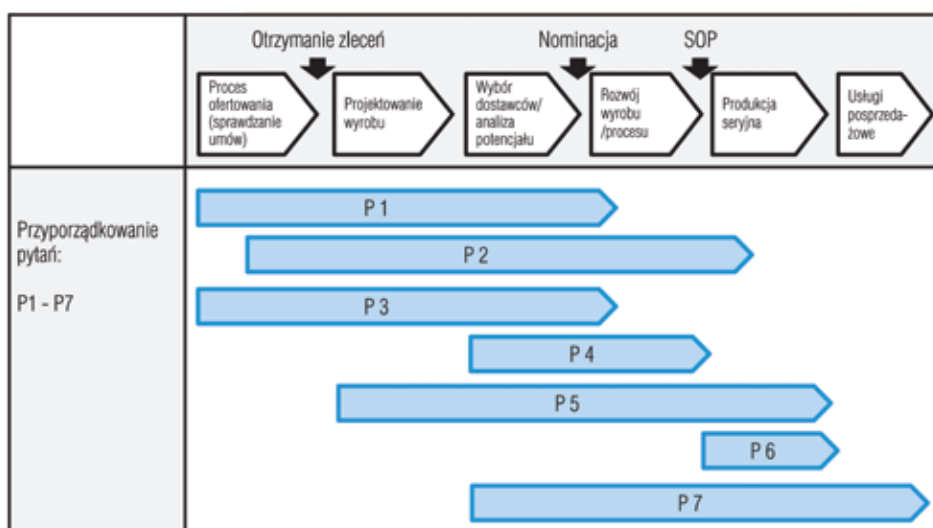 Otrzymanie zleceń
Nominacja
SOP
Proces
ofertowania
(sprawdzanie
umów)
Projektowanie
wyrobu
Wybór
dostawców/
analiza
potencjału
Rozwój
wyrobu
/procesu
Produkcja
seryjna
Usługi
posprzeda-
żowe
Przyporządkowanie
pytań:
P1 - P7
P 1
P 2
P 3
P 4
P 5
P 6
P 7